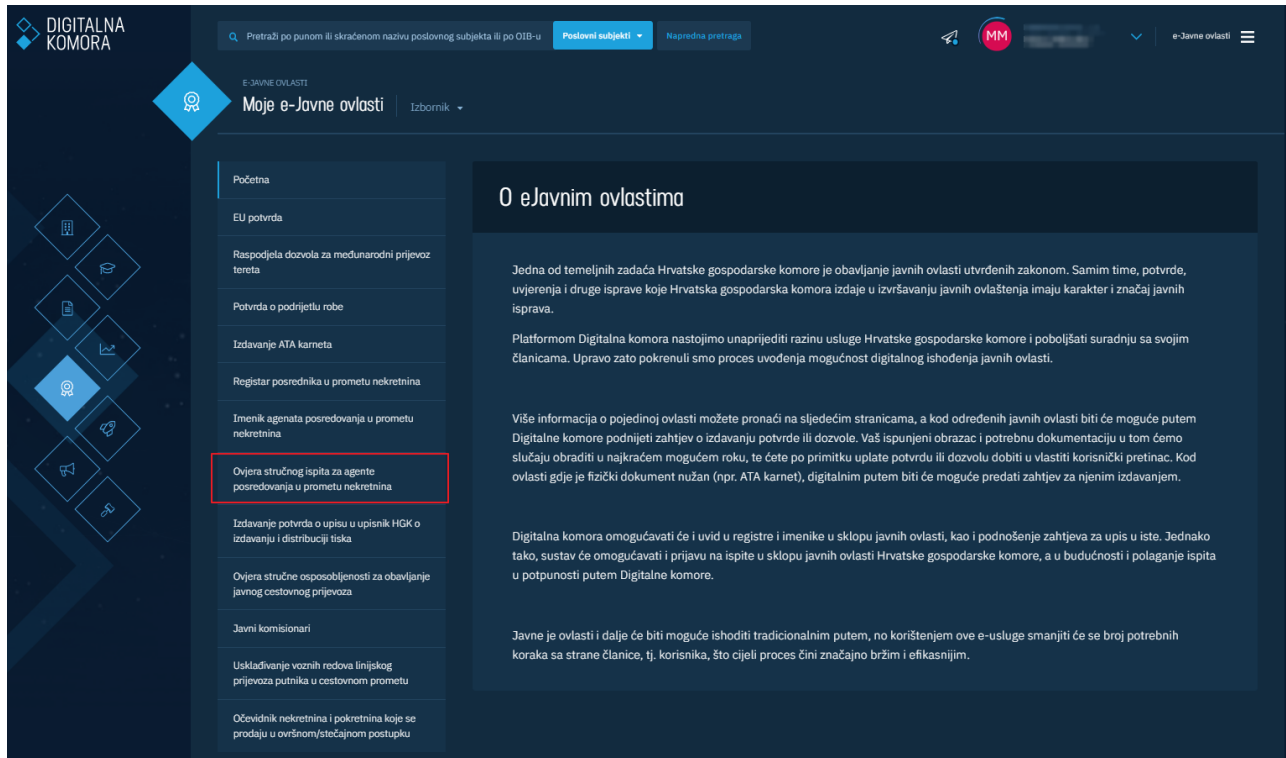 DIGITALNA
KOMORA
Pretraži po punom ili skraćenom nazivu poslovnog subjekta ili po OIB-u
Poslovni subjekti
Napredna pretraga
MM
e-Javne ovlasti
E-JAVNE OVLASTI
Moje e-Javne ovlasti
Izbornik
Početna
EU potvrda
Raspodjela dozvola za međunarodni prijevoz
tereta
Potvrda o podrijetlu robe
Izdavanje ATA karneta
Registar posrednika u prometu nekretnina
Imenik agenata posredovanja u prometu
nekretnina
Ovjera stručnog ispita za agente
posredovanja u prometu nekretnina
Izdavanje potvrda o upisu u upisnik HGK o
izdavanju i distribuciji tiska
Ovjera stručne osposobljenosti za obavljanje
javnog cestovnog prijevoza
Javni komisionari
Usklađivanje voznih redova linijskog
prijevoza putnika u cestovnom prometu
Očevidnik nekretnina i pokretnina koje se
prodaju u ovršnom/stečajnom postupku
O eJavnim ovlastima
Jedna od temeljnih zadaća Hrvatske gospodarske komore je obavljanje javnih ovlasti utvrđenih zakonom. Samim time, potvrde,
uvjerenja i druge isprave koje Hrvatska gospodarska komora izdaje u izvršavanju javnih ovlaštenja imaju karakter i značaj javnih
isprava.
Platformom Digitalna komora nastojimo unaprijediti razinu usluge Hrvatske gospodarske komore i poboljšati suradnju sa svojim
članicama. Upravo zato pokrenuli smo proces uvođenja mogućnost digitalnog ishođenja javnih ovlasti.
Više informacija o pojedinoj ovlasti možete pronaći na sljedećim stranicama, a kod određenih javnih ovlasti biti će moguće putem
Digitalne komore podnijeti zahtjev o izdavanju potvrde ili dozvole. Vaš ispunjeni obrazac i potrebnu dokumentaciju u tom ćemo
slučaju obraditi u najkraćem mogućem roku, te ćete po primitku uplate potvrdu ili dozvolu dobiti u vlastiti korisnički pretinac. Kod
ovlasti gdje je fizički dokument nužan (npr. ATA karnet), digitalnim putem biti će moguće predati zahtjev za njenim izdavanjem.
Digitalna komora omogućavati će i uvid u registre i imenike u sklopu javnih ovlasti, kao i podnošenje zahtjeva za upis u iste. Jednako
tako, sustav će omogućavati i prijavu na ispite u sklopu javnih ovlasti Hrvatske gospodarske komore, a u budućnosti i polaganje ispita
u potpunosti putem Digitalne komore.
Javne je ovlasti i dalje će biti moguće ishoditi tradicionalnim putem, no korištenjem ove e-usluge smanjiti će se broj potrebnih
koraka sa strane članice, tj. korisnika, što cijeli proces čini značajno bržim i efikasnijim.